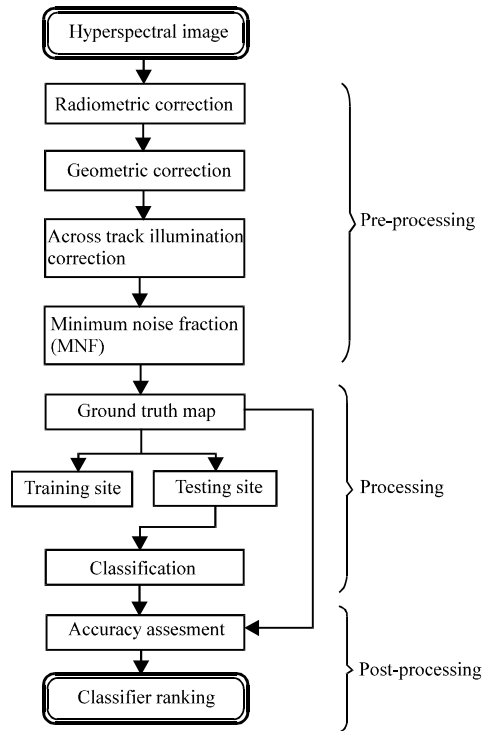 Hyperspectral image
Radiometric correction
Geometric correction
Across track illumination
correction
Pre-processing
Minimum noise fraction
(MNF)
Ground truth map
Training site
Testing site
Processing
Classification
Accuracy assesment
Post-processing
Classifier ranking